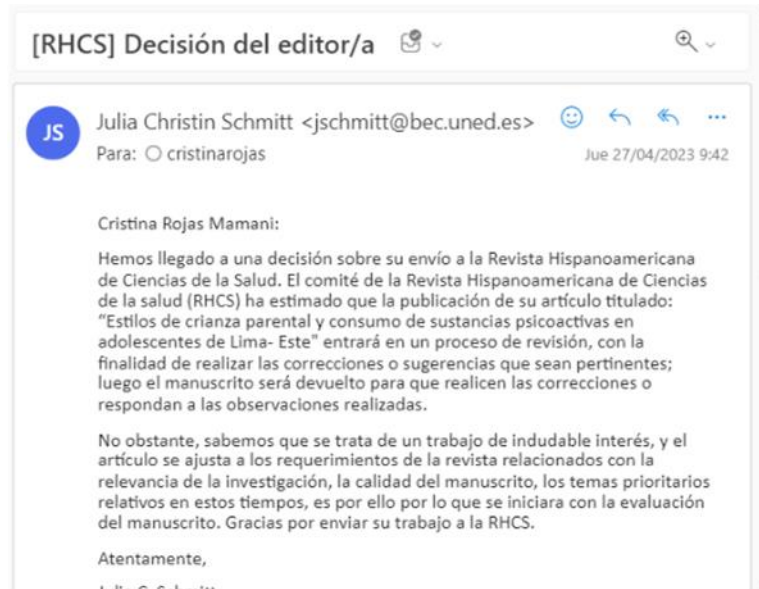 [RHCS] Decisión del editor/a
JS
Julia Christin Schmitt <jschmitt@bec.uned.es>
Para: cristinarojas
Jue 27/04/2023 9:42
Cristina Rojas Mamani:
Hemos llegado a una decisión sobre su envío a la Revista Hispanoamericana
de Ciencias de la Salud. El comité de la Revista Hispanoamericana de Ciencias
de la salud (RHCS) ha estimado que la publicación de su artículo titulado:
“Estilos de crianza parental y consumo de sustancias psicoactivas en
adolescentes de Lima- Este" entrará en un proceso de revisión, con la
finalidad de realizar las correcciones o sugerencias que sean pertinentes;
luego el manuscrito será devuelto para que realicen las correcciones o
respondan a las observaciones realizadas.
No obstante, sabemos que se trata de un trabajo de indudable interés, y el
artículo se ajusta a los requerimientos de la revista relacionados con la
relevancia de la investigación, la calidad del manuscrito, los temas prioritarios
relativos en estos tiempos, es por ello por lo que se iniciara con la evaluación
del manuscrito. Gracias por enviar su trabajo a la RHCS.
Atentamente,